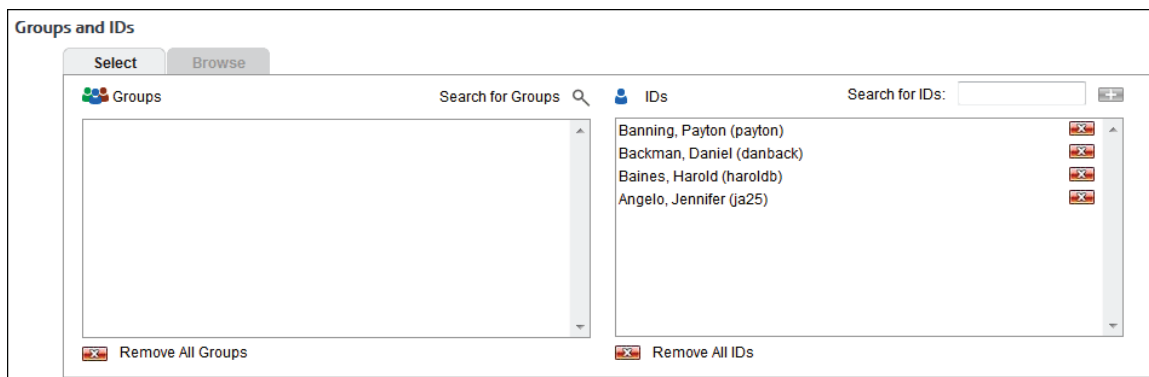 Groups and IDs
Select Browse
Groups Search for Groups
IDs Search for IDs:
Banning, Payton (payton)
Backman, Daniel (danback)
Baines, Harold (haroldb)
Angelo, Jennifer (ja25)
Remove All Groups
Remove All IDs